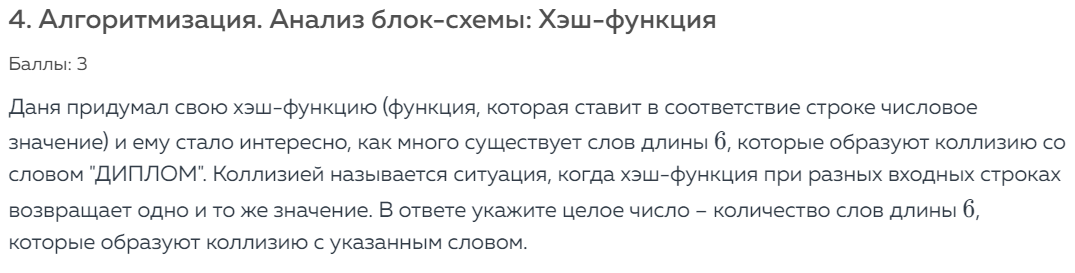 4. Алгоритмизация. Анализ блок-схемы: Хэш-функция
Баллы: 3
Даня придумал свою хэш-функцию (функция, которая ставит в соответствие строке числовое
значение) и ему стало интересно, как много существует слов длины 6, которые образуют коллизию со
словом "ДИПЛОМ". Коллизией называется ситуация, когда хэш-функция при разных входных строках
возвращает одно и то же значение. В ответе укажите целое число – количество слов длины 6,
которые образуют коллизию с указанным словом.